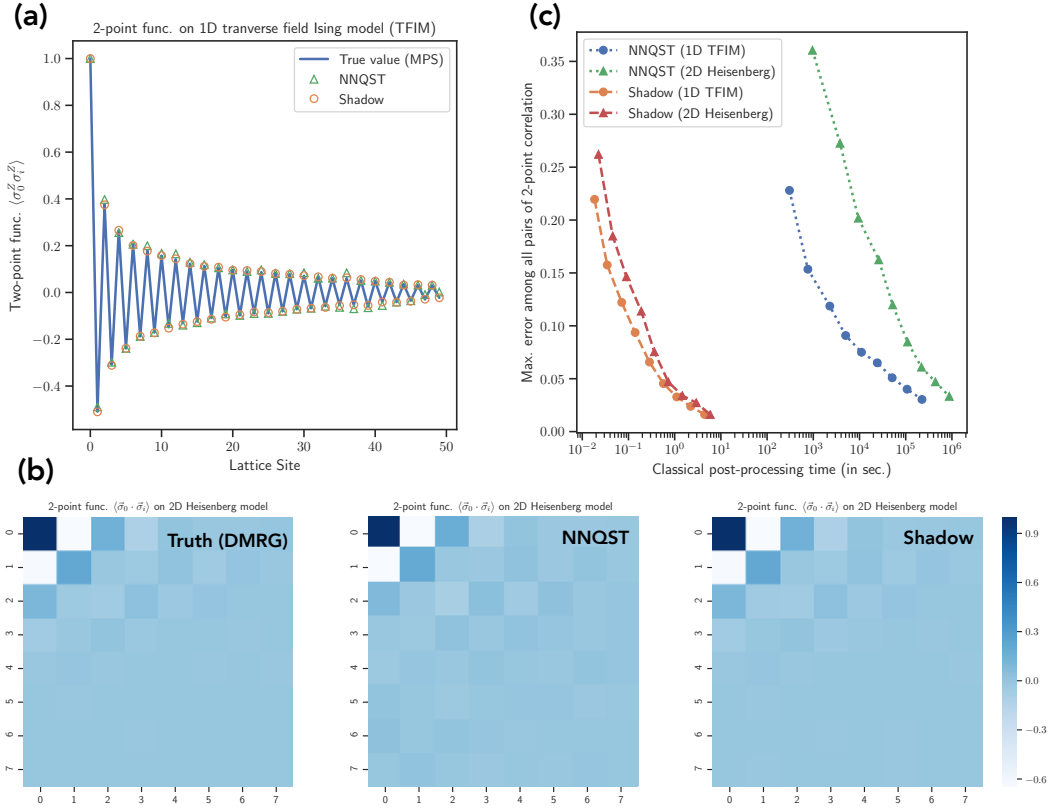 (a)
2-point func. on 1D tranverse field Ising model (TFIM)
True value (MPS)
NNQST
Shadow
Two-point func. ⟨σ₀ᶻσᵢᶻ⟩
1.0
0.8
0.6
0.4
0.2
0.0
−0.2
−0.4
0 10 20 30 40 50
Lattice Site
(c)
NNQST (1D TFIM)
NNQST (2D Heisenberg)
Shadow (1D TFIM)
Shadow (2D Heisenberg)
Max. error among all pairs of 2-point correlation
0.35
0.30
0.25
0.20
0.15
0.10
0.05
0.00
10⁻² 10⁻¹ 10⁰ 10¹ 10² 10³ 10⁴ 10⁵ 10⁶
Classical post-processing time (in sec.)
(b)
2-point func. ⟨σ⃗₀ · σ⃗ᵢ⟩ on 2D Heisenberg model
Truth (DMRG)
0
1
2
3
4
5
6
7
0 1 2 3 4 5 6 7
2-point func. ⟨σ⃗₀ · σ⃗ᵢ⟩ on 2D Heisenberg model
NNQST
0
1
2
3
4
5
6
7
0 1 2 3 4 5 6 7
2-point func. ⟨σ⃗₀ · σ⃗ᵢ⟩ on 2D Heisenberg model
Shadow
0
1
2
3
4
5
6
7
0 1 2 3 4 5 6 7
0.9
0.6
0.3
0.0
−0.3
−0.6